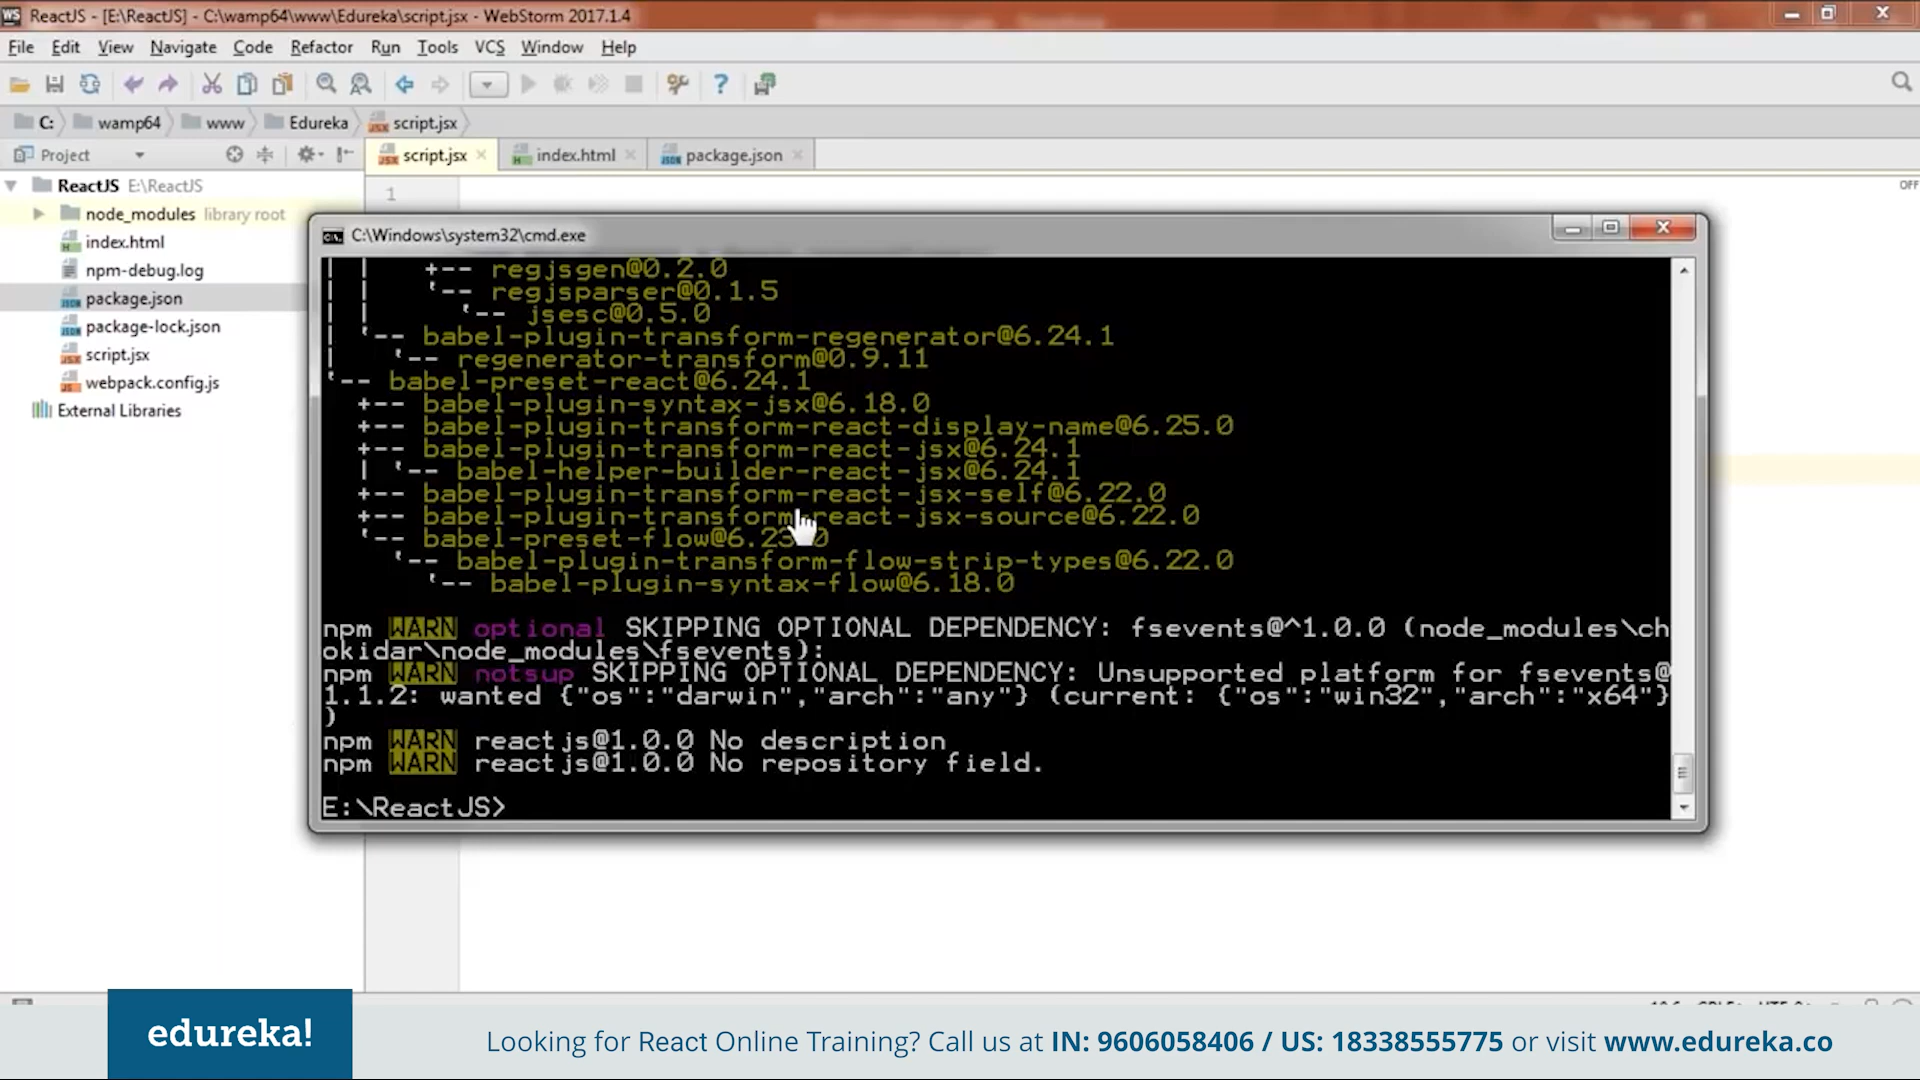 ReactJS - [E:\ReactJS] - C:\wamp64\www\Edureka\script.jsx - WebStorm 2017.1.4
File Edit View Navigate Code Refactor Run Tools VCS Window Help
C: wamp64 www Edureka script.jsx
Project script.jsx index.html package.json
ReactJS E:\ReactJS
node_modules library root
index.html
npm-debug.log
package.json
package-lock.json
script.jsx
webpack.config.js
External Libraries
1
OFF
C:\Windows\system32\cmd.exe
| | +-- regjsgen@0.2.0
| | '-- regjsparser@0.1.5
| | '-- jsesc@0.5.0
| '-- babel-plugin-transform-regenerator@6.24.1
| '-- regenerator-transform@0.9.11
'-- babel-preset-react@6.24.1
+-- babel-plugin-syntax-jsx@6.18.0
+-- babel-plugin-transform-react-display-name@6.25.0
+-- babel-plugin-transform-react-jsx@6.24.1
| '-- babel-helper-builder-react-jsx@6.24.1
+-- babel-plugin-transform-react-jsx-self@6.22.0
+-- babel-plugin-transform-react-jsx-source@6.22.0
'-- babel-preset-flow@6.23.0
'-- babel-plugin-transform-flow-strip-types@6.22.0
'-- babel-plugin-syntax-flow@6.18.0
npm WARN optional SKIPPING OPTIONAL DEPENDENCY: fsevents@^1.0.0 (node_modules\ch
okidar\node_modules\fsevents):
npm WARN notsup SKIPPING OPTIONAL DEPENDENCY: Unsupported platform for fsevents@
1.1.2: wanted {"os":"darwin","arch":"any"} (current: {"os":"win32","arch":"x64"}
)
npm WARN reactjs@1.0.0 No description
npm WARN reactjs@1.0.0 No repository field.
E:\ReactJS>
edureka!
Looking for React Online Training? Call us at IN: 9606058406 / US: 18338555775 or visit www.edureka.co